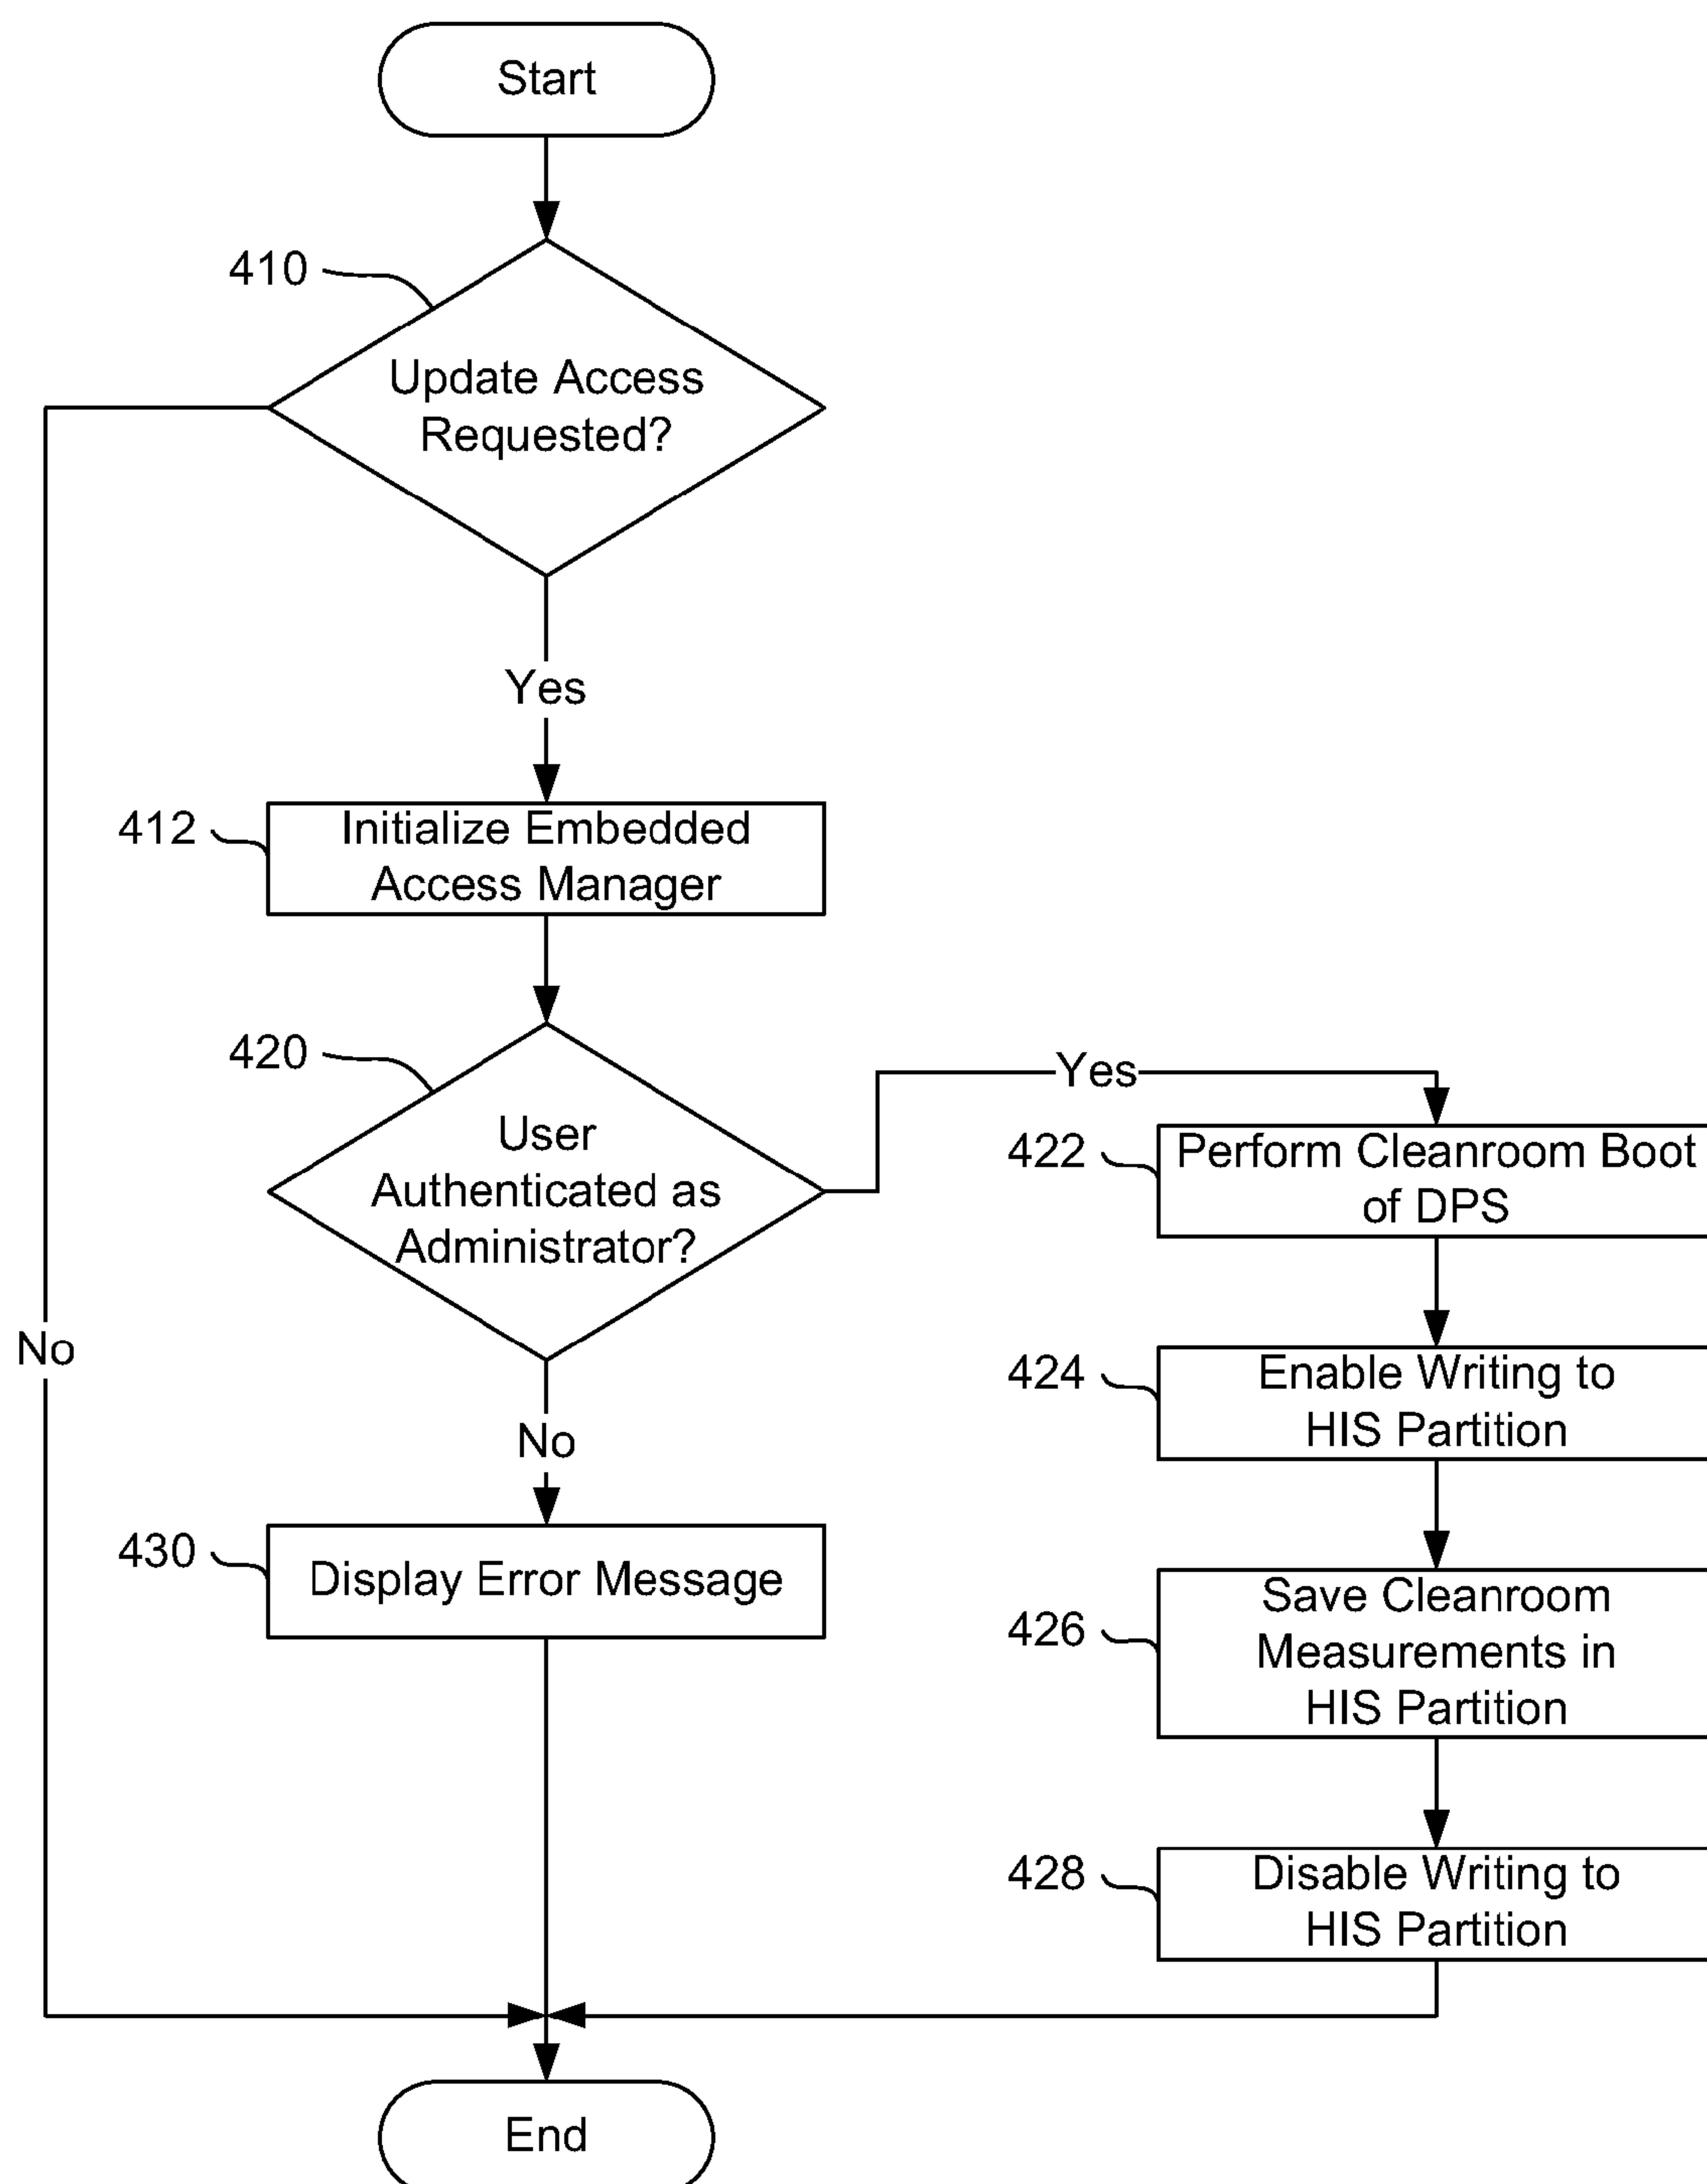 Start
410
Update Access
Requested?
Yes
412
Initialize Embedded
Access Manager
420
User
Authenticated as
Administrator?
Yes
422
Perform Cleanroom Boot
of DPS
424
Enable Writing to
HIS Partition
No
No
430
Display Error Message
426
Save Cleanroom
Measurements in
HIS Partition
428
Disable Writing to
HIS Partition
End